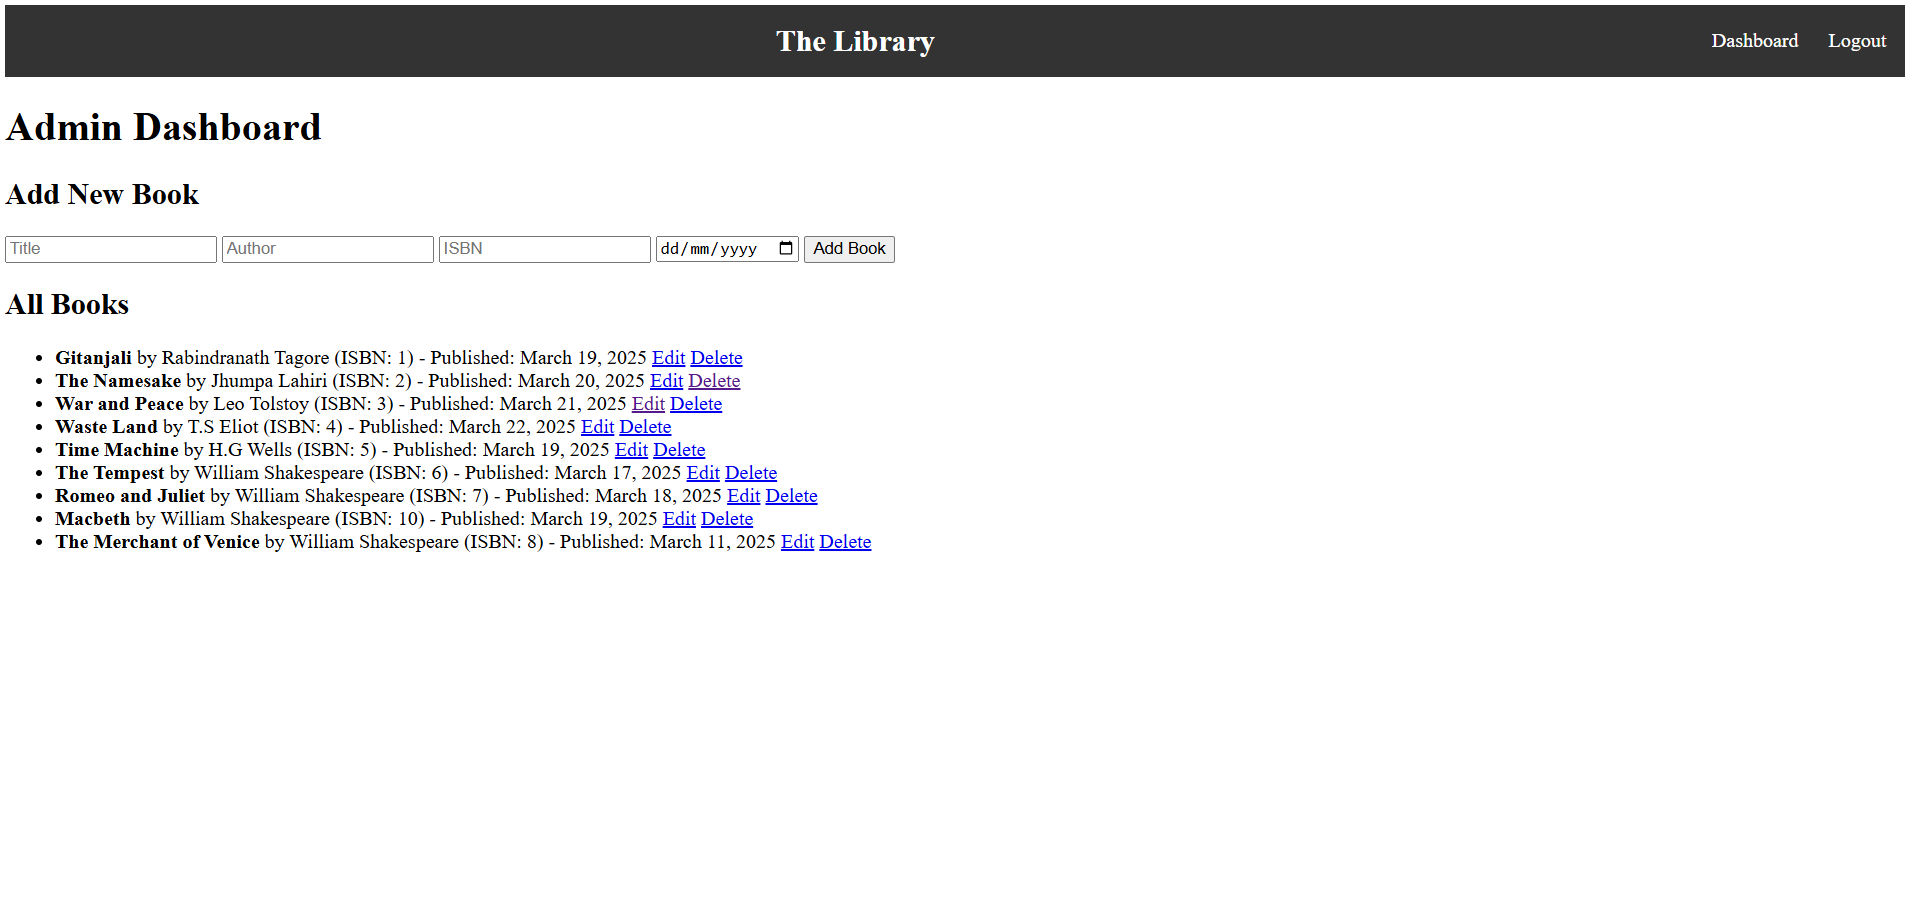 The Library
Dashboard Logout
Admin Dashboard
Add New Book
Title Author ISBN dd/mm/yyyy Add Book
All Books
• Gitanjali by Rabindranath Tagore (ISBN: 1) - Published: March 19, 2025 Edit Delete
• The Namesake by Jhumpa Lahiri (ISBN: 2) - Published: March 20, 2025 Edit Delete
• War and Peace by Leo Tolstoy (ISBN: 3) - Published: March 21, 2025 Edit Delete
• Waste Land by T.S Eliot (ISBN: 4) - Published: March 22, 2025 Edit Delete
• Time Machine by H.G Wells (ISBN: 5) - Published: March 19, 2025 Edit Delete
• The Tempest by William Shakespeare (ISBN: 6) - Published: March 17, 2025 Edit Delete
• Romeo and Juliet by William Shakespeare (ISBN: 7) - Published: March 18, 2025 Edit Delete
• Macbeth by William Shakespeare (ISBN: 10) - Published: March 19, 2025 Edit Delete
• The Merchant of Venice by William Shakespeare (ISBN: 8) - Published: March 11, 2025 Edit Delete